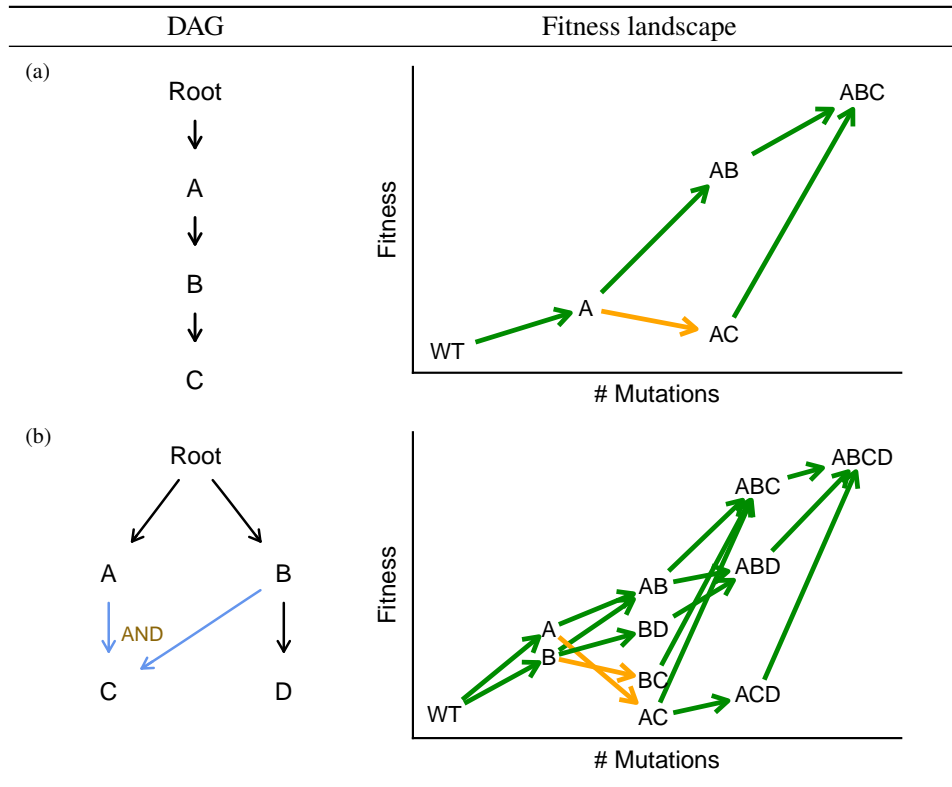 DAG Fitness landscape
(a)
Root
A
B
C
Fitness
ABC
AB
A
AC
WT
# Mutations
(b)
Root
A B
AND
C D
Fitness
ABCD
ABC
ABD
AB
A
BD
B
BC
WT
AC
ACD
# Mutations